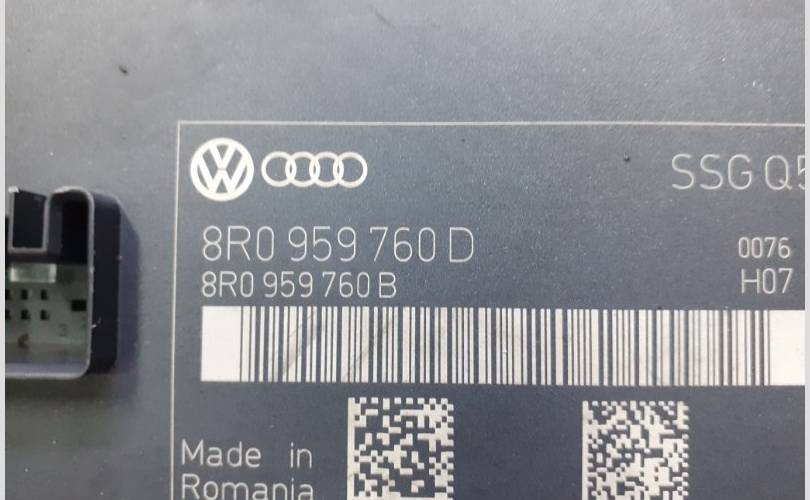 SSG Q5
8R0 959 760 D
0076
8R0 959 760 B
H07
Made in
Romania